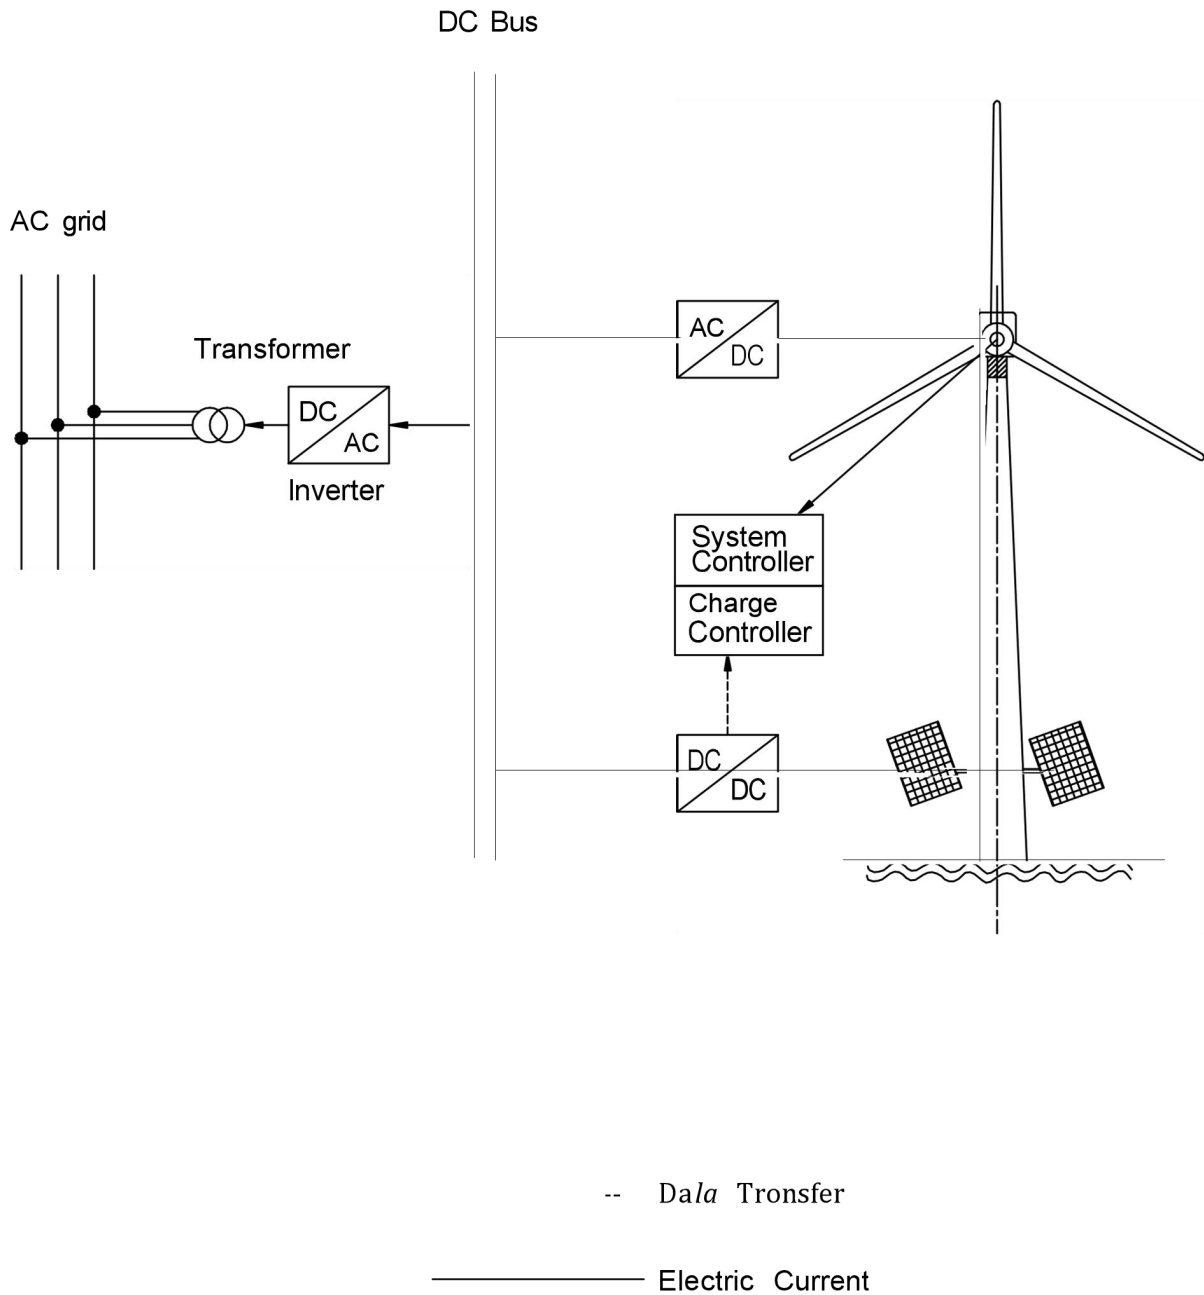 DC Bus
AC grid
Transformer
DC
AC
Inverter
AC
DC
System
Controller
Charge
Controller
DC
DC
-- Dala Tronsfer
Electric Current